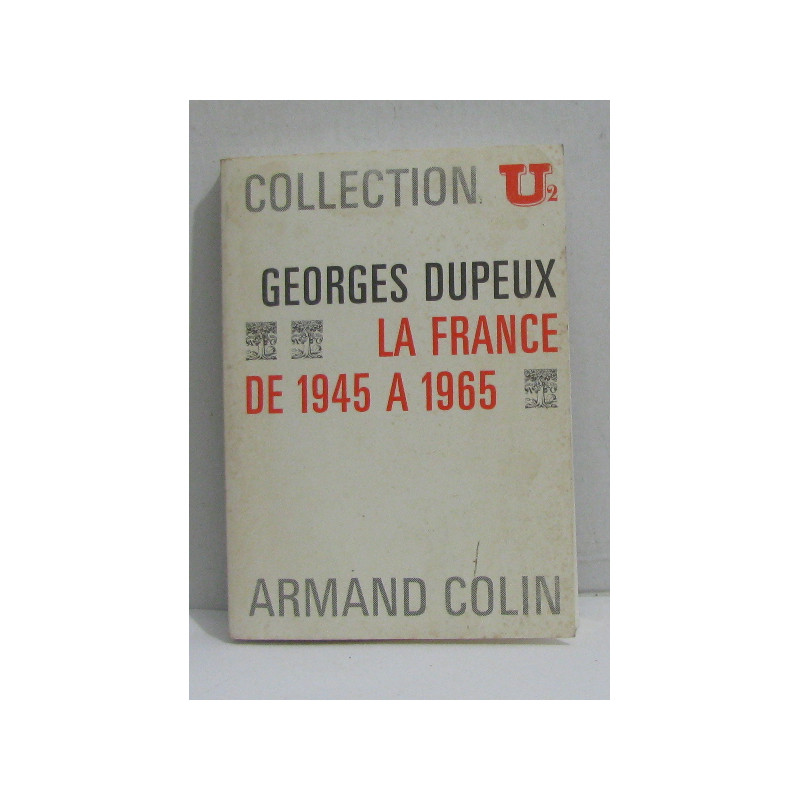 COLLECTION U2
GEORGES DUPEUX
LA FRANCE
DE 1945 A 1965
ARMAND COLIN